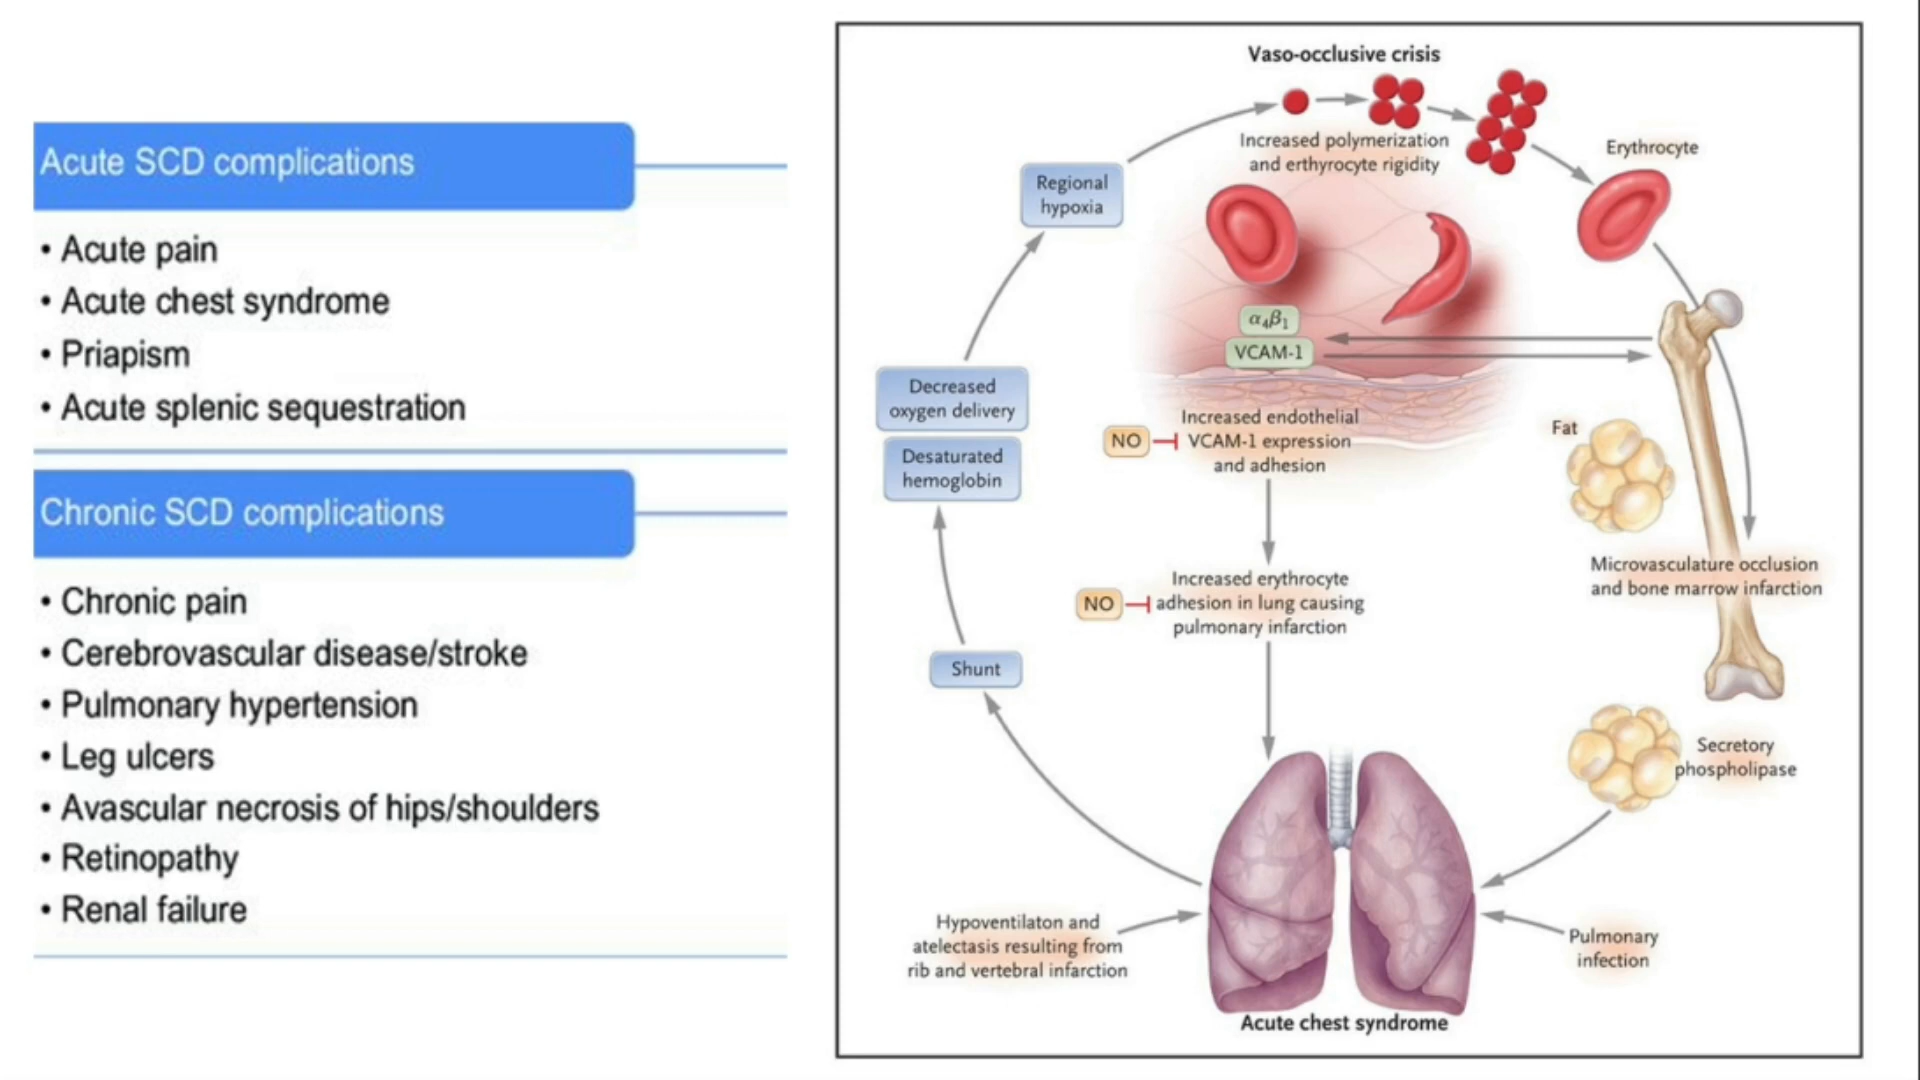 Acute SCD complications
• Acute pain
• Acute chest syndrome
• Priapism
• Acute splenic sequestration
Chronic SCD complications
• Chronic pain
• Cerebrovascular disease/stroke
• Pulmonary hypertension
• Leg ulcers
• Avascular necrosis of hips/shoulders
• Retinopathy
• Renal failure
Vaso-occlusive crisis
Increased polymerization
and erthyrocyte rigidity
Erythrocyte
Regional
hypoxia
α₄β₁
VCAM-1
Decreased
oxygen delivery
Desaturated
hemoglobin
NO
Increased endothelial
VCAM-1 expression
and adhesion
Fat
Microvasculature occlusion
and bone marrow infarction
NO
Increased erythrocyte
adhesion in lung causing
pulmonary infarction
Shunt
Secretory
phospholipase
Hypoventilaton and
atelectasis resulting from
rib and vertebral infarction
Pulmonary
infection
Acute chest syndrome